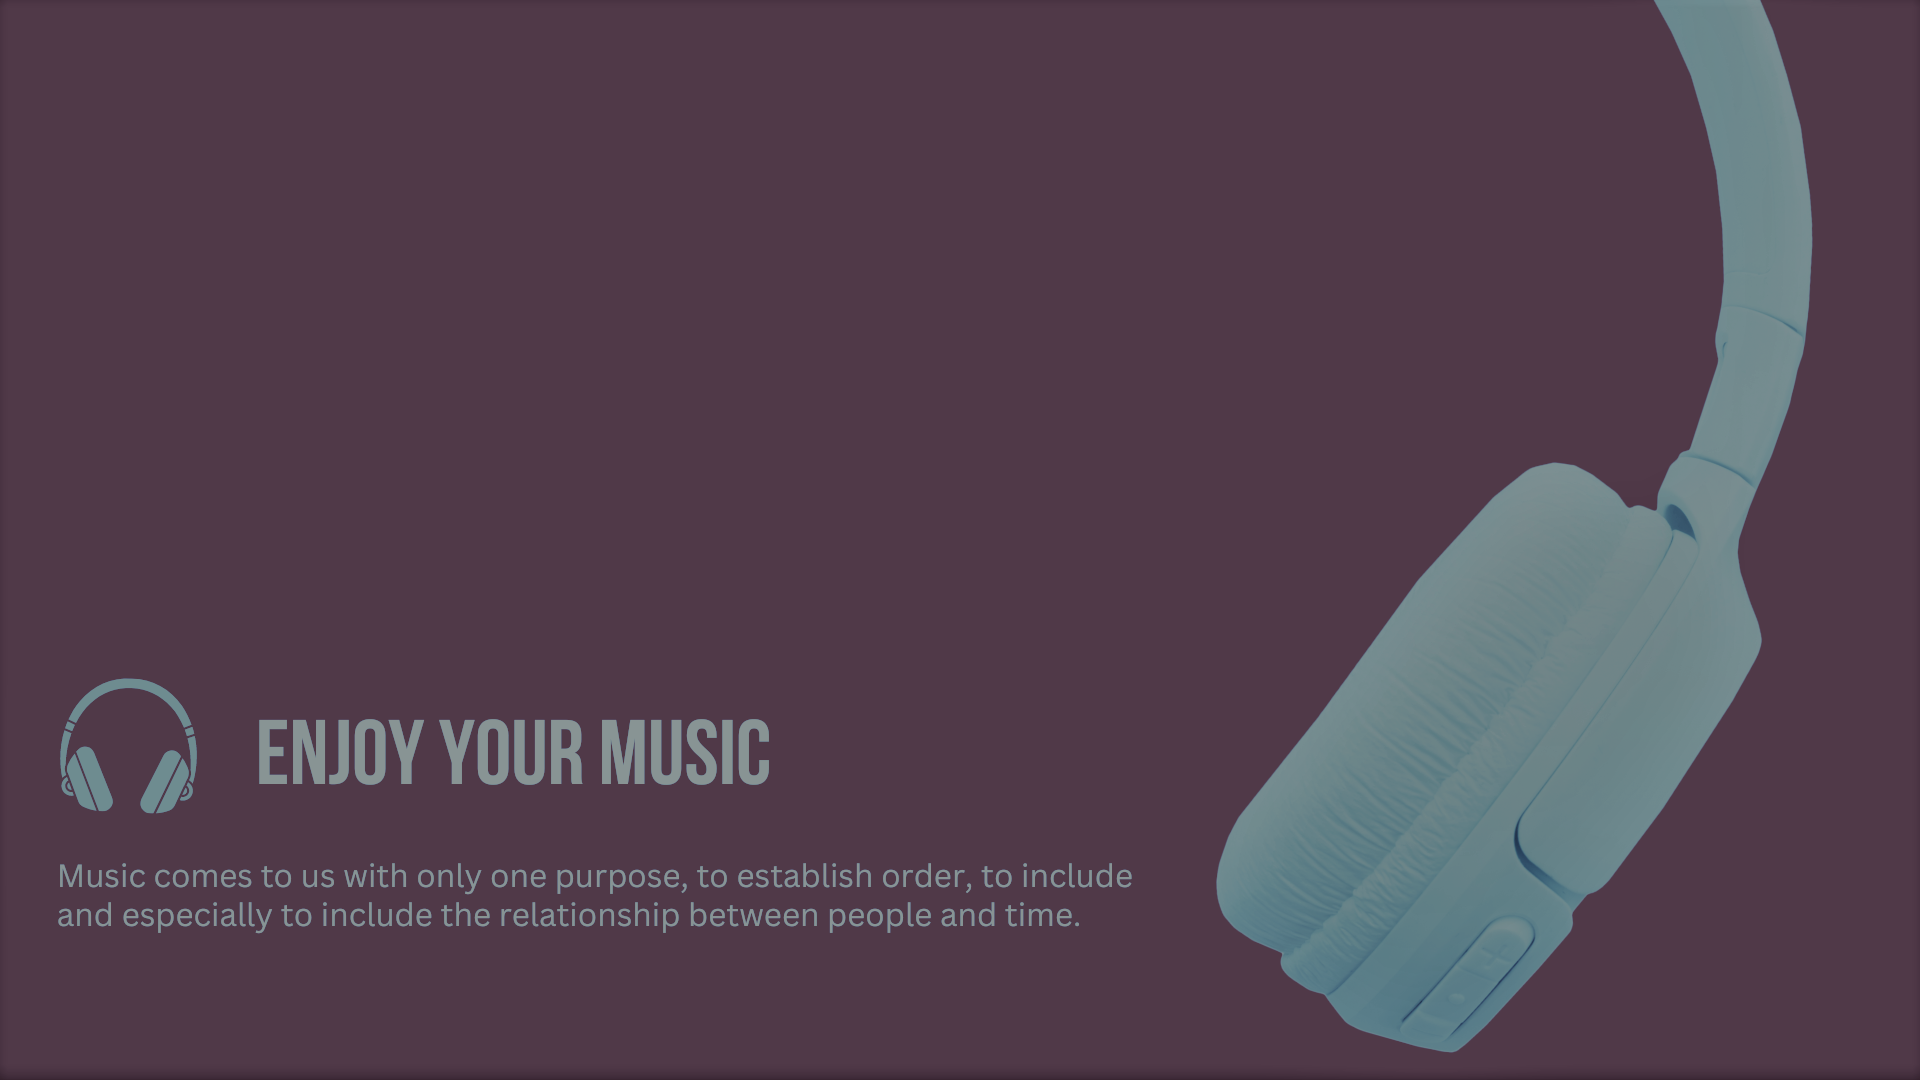 ENJOY YOUR MUSIC
Music comes to us with only one purpose, to establish order, to include
and especially to include the relationship between people and time.